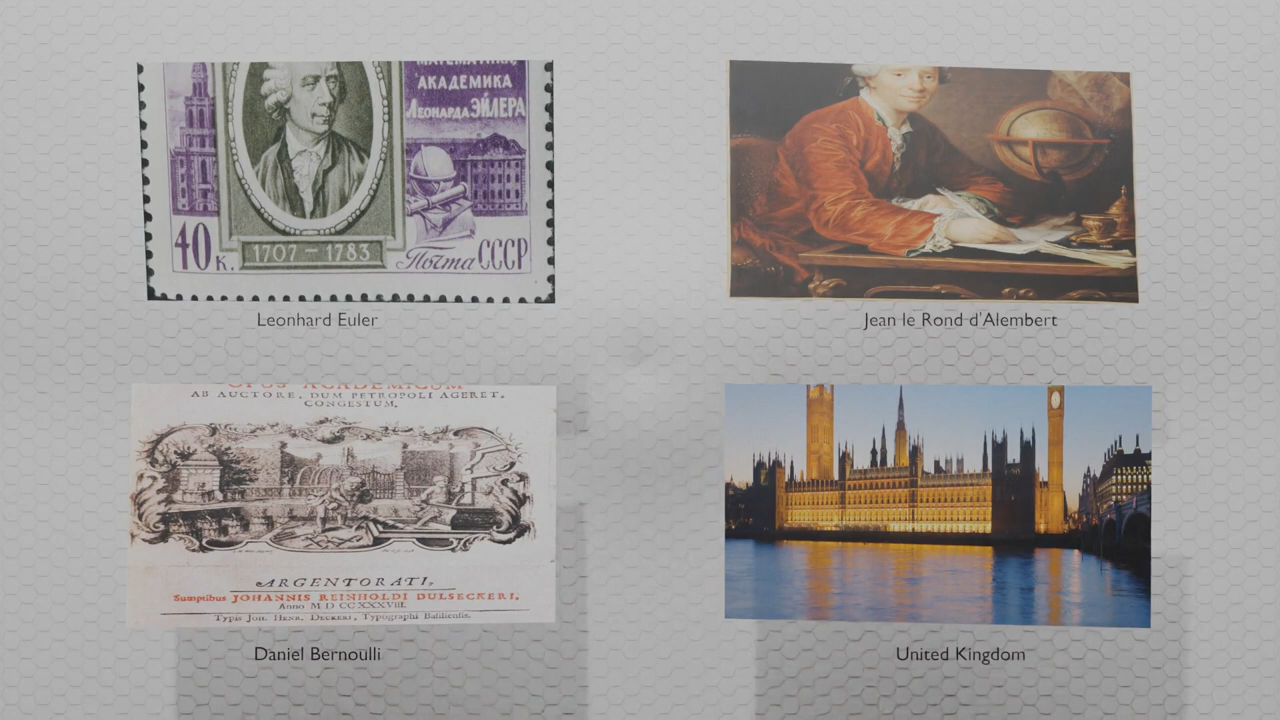 МАТЕМАТИКА,
АКАДЕМИКА
ЛЕОНАРДА ЭЙЛЕРА
40 к.
1707 – 1783
Почта СССР
Leonhard Euler
Jean le Rond d'Alembert
OPUS ACADEMICUM
AB AUCTORE, DUM PETROPOLI AGERET,
CONGESTUM,
ARGENTORATI,
Sumptibus JOHANNIS REINHOLDI DULSECKERI,
Anno M D CCXXXVIII.
Typis Joh. Henr. Deckeri, Typographi Basiliensis.
Daniel Bernoulli
United Kingdom